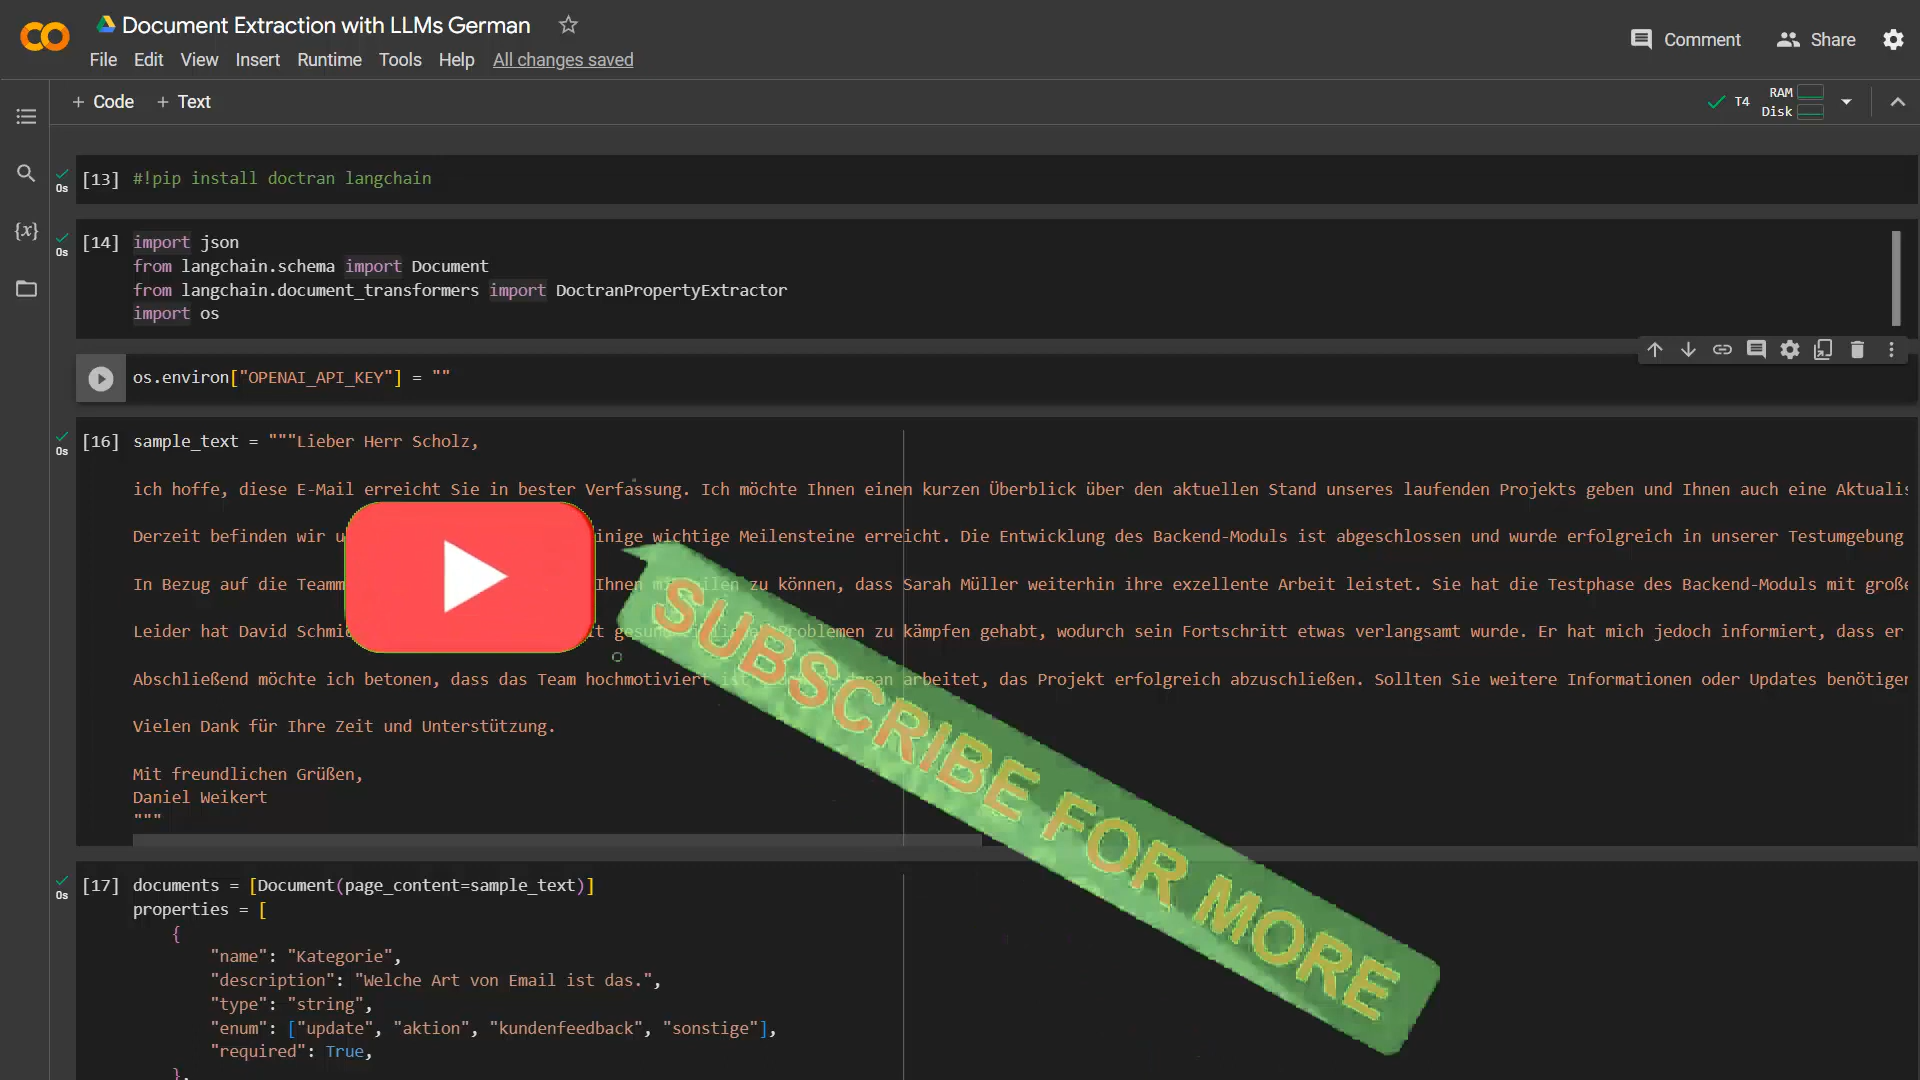 Document Extraction with LLMs German
Comment
Share
File Edit View Insert Runtime Tools Help All changes saved
+ Code + Text
T4
RAM
Disk
0s
[13] #!pip install doctran langchain
0s
[14] import json
from langchain.schema import Document
from langchain.document_transformers import DoctranPropertyExtractor
import os
os.environ["OPENAI_API_KEY"] = ""
0s
[16] sample_text = """Lieber Herr Scholz,
ich hoffe, diese E-Mail erreicht Sie in bester Verfassung. Ich möchte Ihnen einen kurzen Überblick über den aktuellen Stand unseres laufenden Projekts geben und Ihnen auch eine
Derzeit befinden wir inige wichtige Meilensteine erreicht. Die Entwicklung des Backend-Moduls ist abgeschlossen und wurde erfolgreich in unserer Testumgebung
In Bezug auf die Ihnen zu können, dass Sarah Müller weiterhin ihre exzellente Arbeit leistet. Sie hat die Testphase des Backend-Moduls mit
Leider hat David Problemen zu kämpfen gehabt, wodurch sein Fortschritt etwas verlangsamt wurde. Er hat mich jedoch informiert, dass er
Abschließend möchte ich betonen, dass das Team hochmotiviert ist arbeitet, das Projekt erfolgreich abzuschließen. Sollten Sie weitere Informationen oder Updates
Vielen Dank für Ihre Zeit und Unterstützung.
Mit freundlichen Grüßen,
Daniel Weikert
"""
SUBSCRIBE FOR MORE
0s
[17] documents = [Document(page_content=sample_text)]
properties = [
{
"name": "Kategorie",
"description": "Welche Art von Email ist das.",
"type": "string",
"enum": ["update", "aktion", "kundenfeedback", "sonstige"],
"required": True,
},